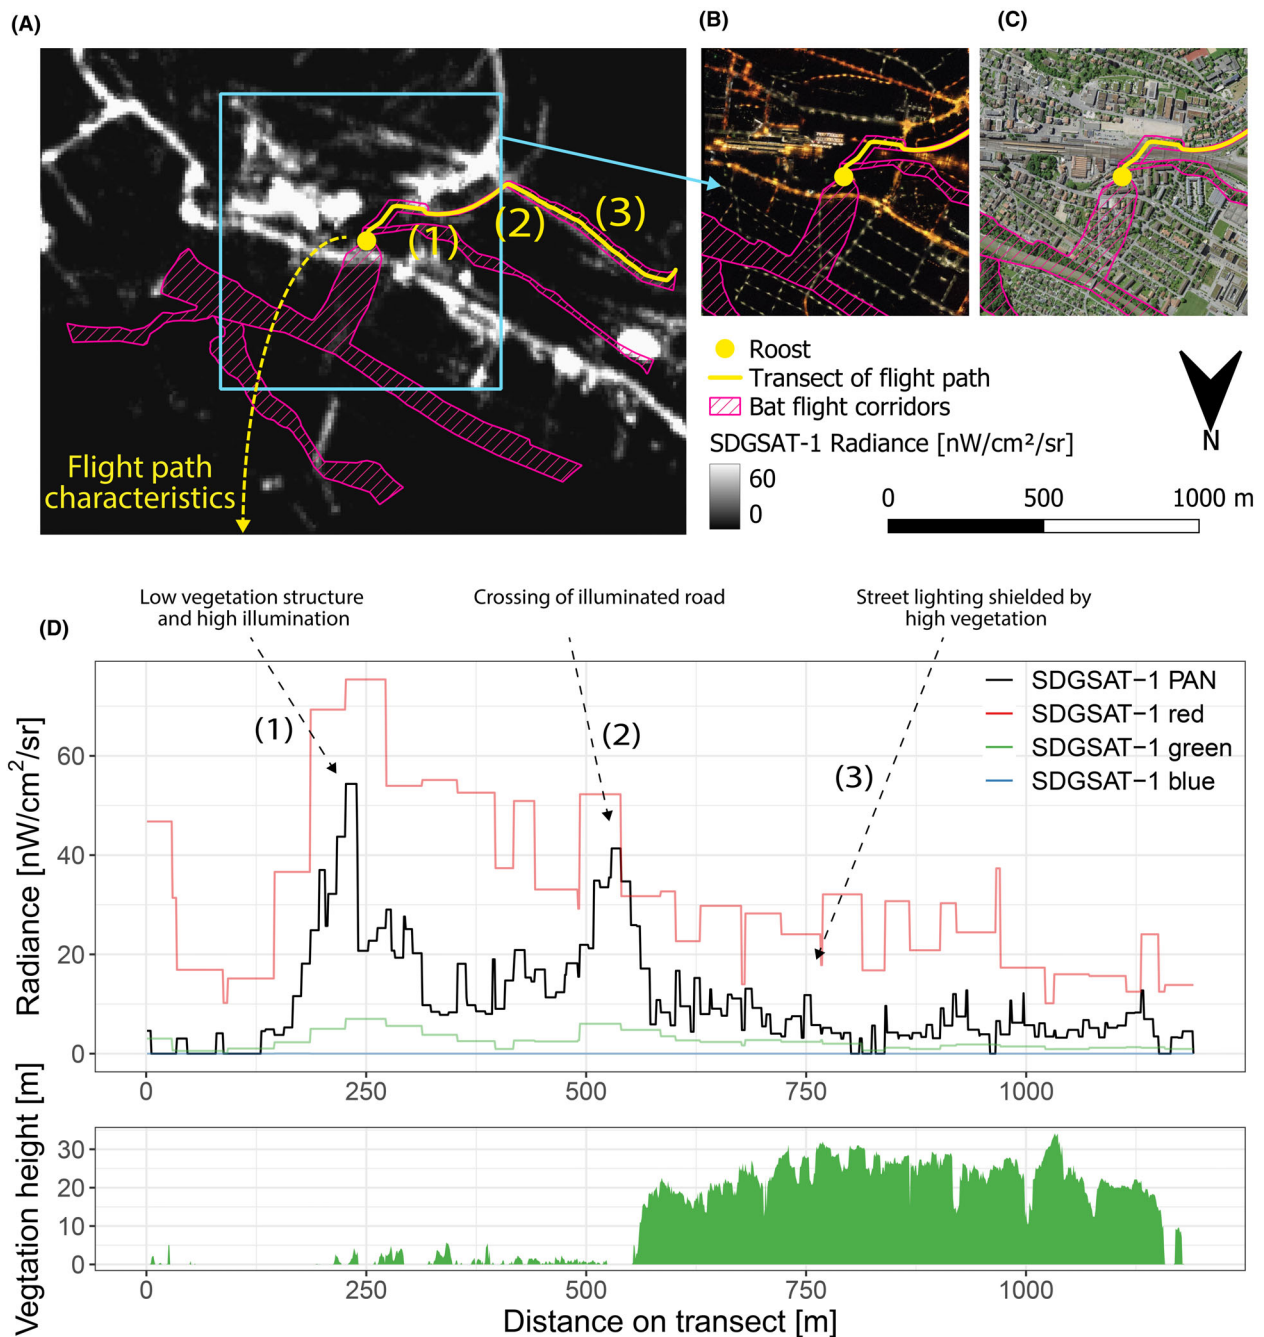 (A)
(B)
(C)
(1)
(2)
(3)
Flight path
characteristics
Roost
Transect of flight path
Bat flight corridors
SDGSAT-1 Radiance [nW/cm²/sr]
60
0
N
0 500 1000 m
(D)
Low vegetation structure
and high illumination
Crossing of illuminated road
Street lighting shielded by
high vegetation
(1)
(2)
(3)
SDGSAT−1 PAN
SDGSAT−1 red
SDGSAT−1 green
SDGSAT−1 blue
Radiance [nW/cm²/sr]
60
40
20
0
0 250 500 750 1000
Vegtation height [m]
30
20
10
0
0 250 500 750 1000
Distance on transect [m]